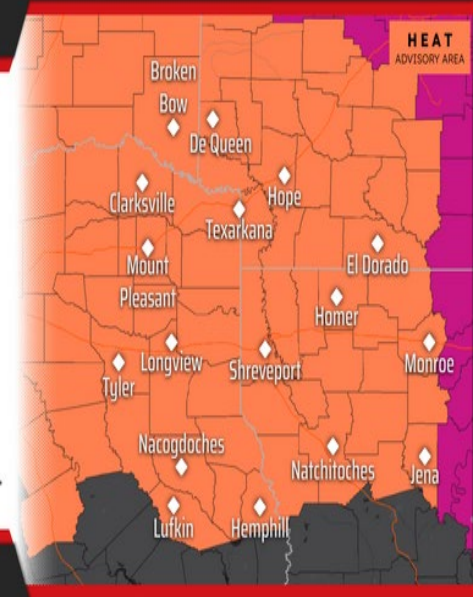 HEAT
ADVISORY AREA
Broken
Bow
De Queen
Clarksville
Hope
Texarkana
Mount
Pleasant
El Dorado
Homer
Longview
Tyler
Shreveport
Monroe
Nacogdoches
Natchitoches
Jena
Lufkin
Hemphill